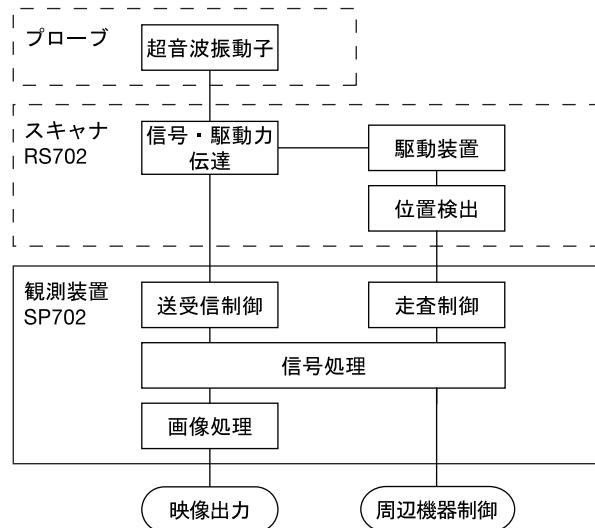 プローブ
超音波振動子
スキャナ
RS702
信号・駆動力
伝達
駆動装置
位置検出
観測装置
SP702
送受信制御
走査制御
信号処理
画像処理
映像出力
周辺機器制御